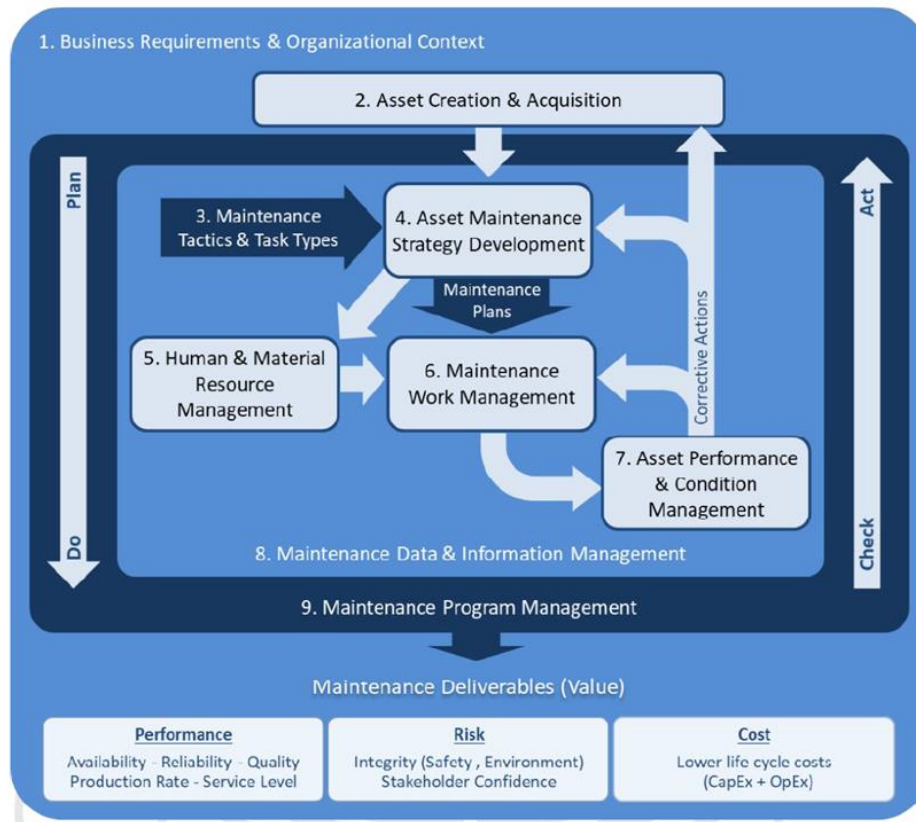 1. Business Requirements & Organizational Context
2. Asset Creation & Acquisition
Plan
Act
3. Maintenance
Tactics & Task Types
4. Asset Maintenance
Strategy Development
Maintenance
Plans
Corrective Actions
5. Human & Material
Resource
Management
6. Maintenance
Work Management
7. Asset Performance
& Condition
Management
Do
Check
8. Maintenance Data & Information Management
9. Maintenance Program Management
Maintenance Deliverables (Value)
Performance
Availability - Reliability - Quality
Production Rate - Service Level
Risk
Integrity (Safety , Environment)
Stakeholder Confidence
Cost
Lower life cycle costs
(CapEx + OpEx)